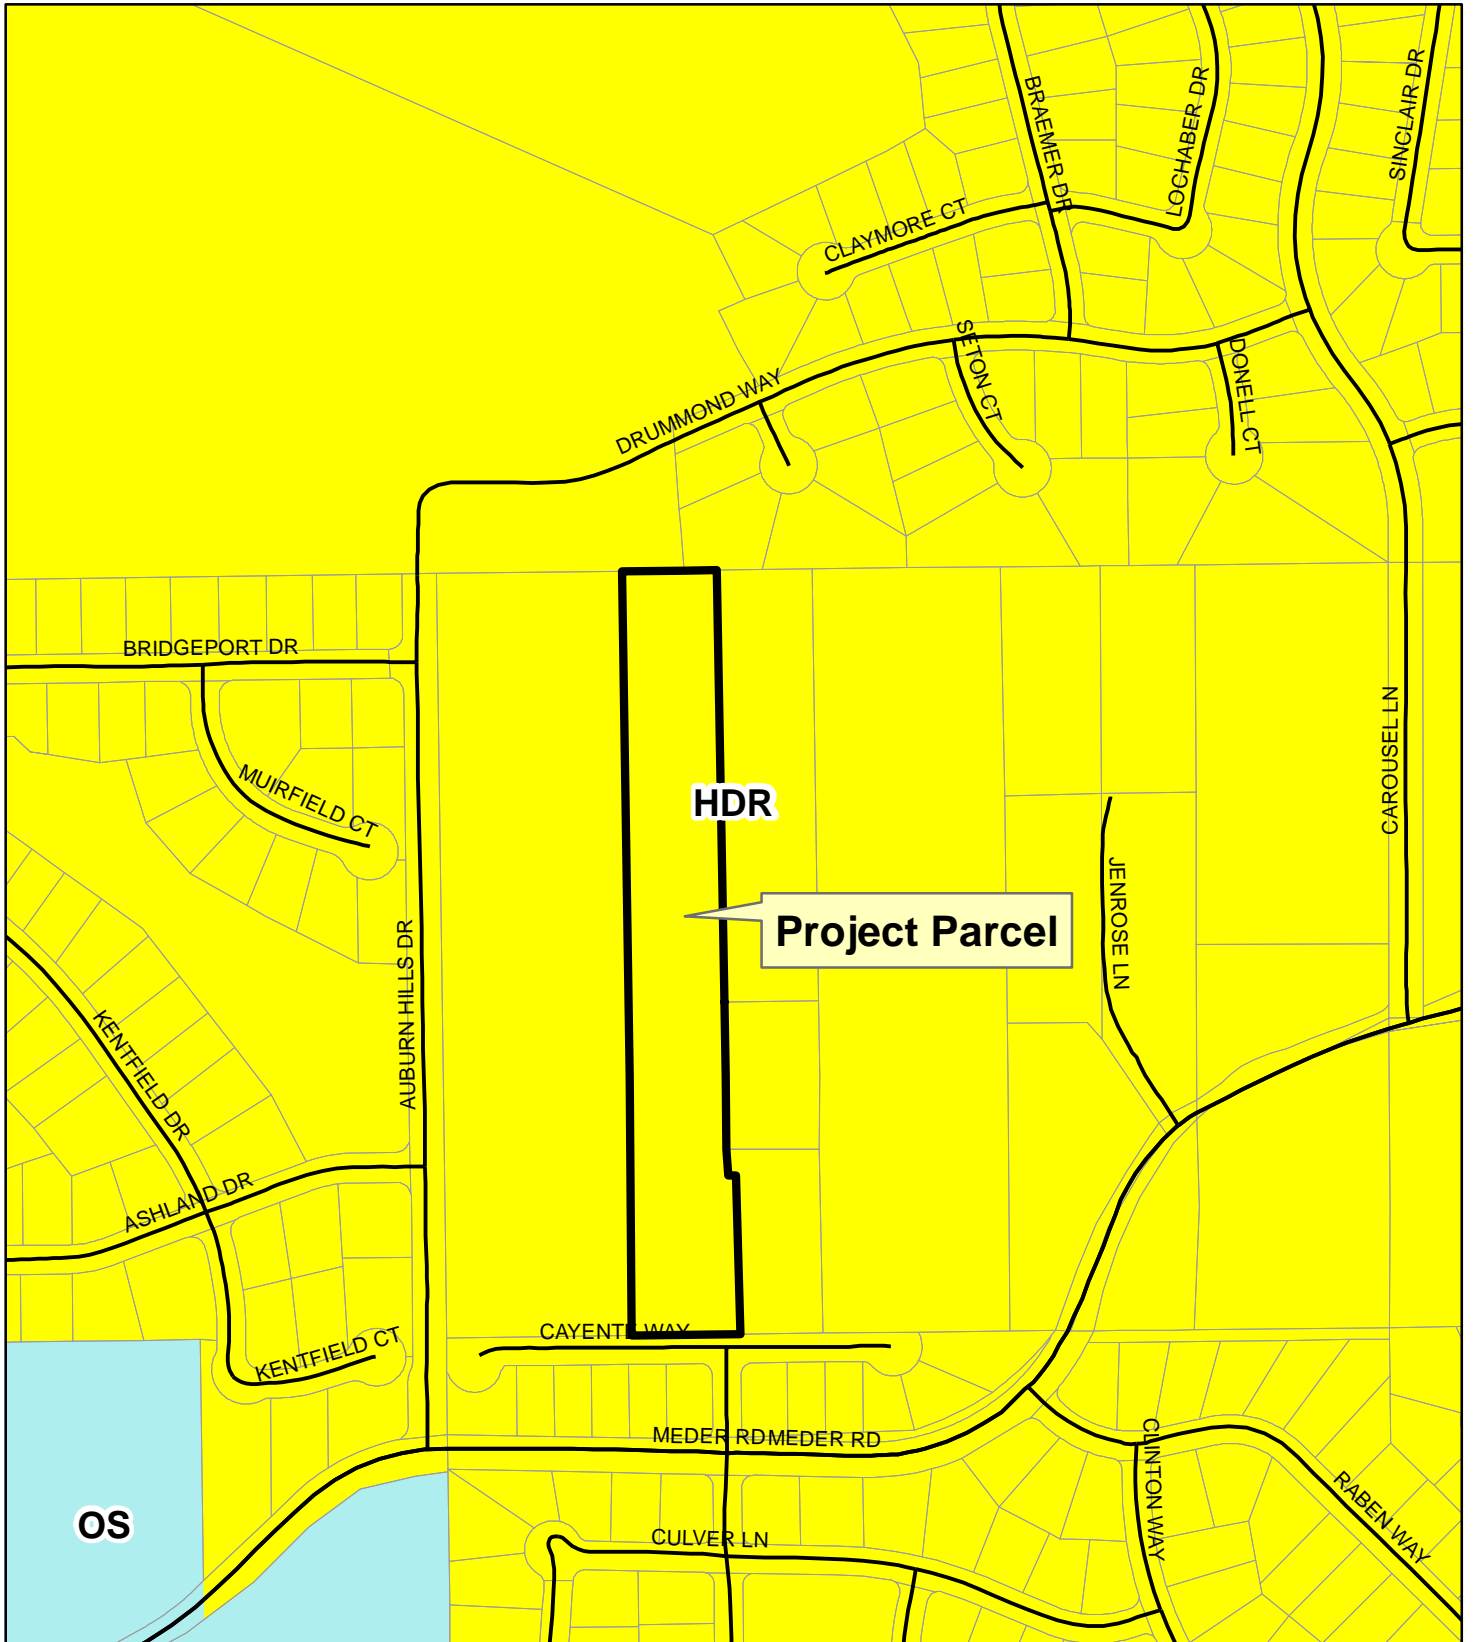 BRAEMER DR
LOCHABER DR
SINCLAIR DR
CLAYMORE CT
SETON CT
DONELL CT
DRUMMOND WAY
BRIDGEPORT DR
MUIRFIELD CT
CAROUSEL LN
HDR
Project Parcel
JENROSE LN
AUBURN HILLS DR
KENTFIELD DR
ASHLAND DR
CAYENTE WAY
KENTFIELD CT
MEDER RD MEDER RD
CLINTON WAY
RABEN WAY
OS
CULVER LN